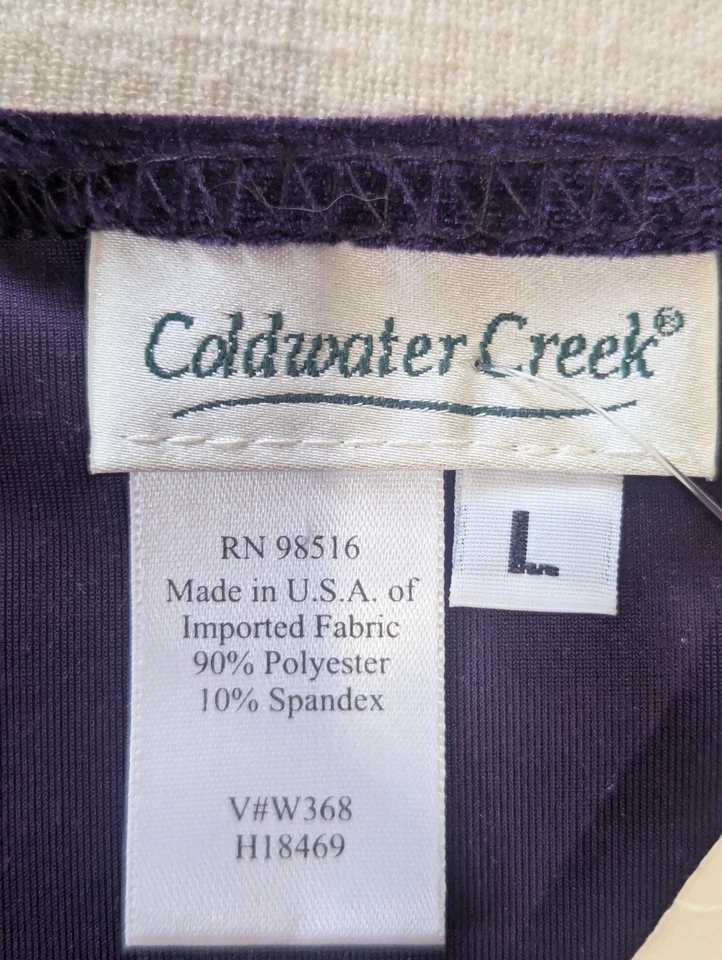 Coldwater Creek®
L
RN 98516
Made in U.S.A. of
Imported Fabric
90% Polyester
10% Spandex
V#W368
H18469